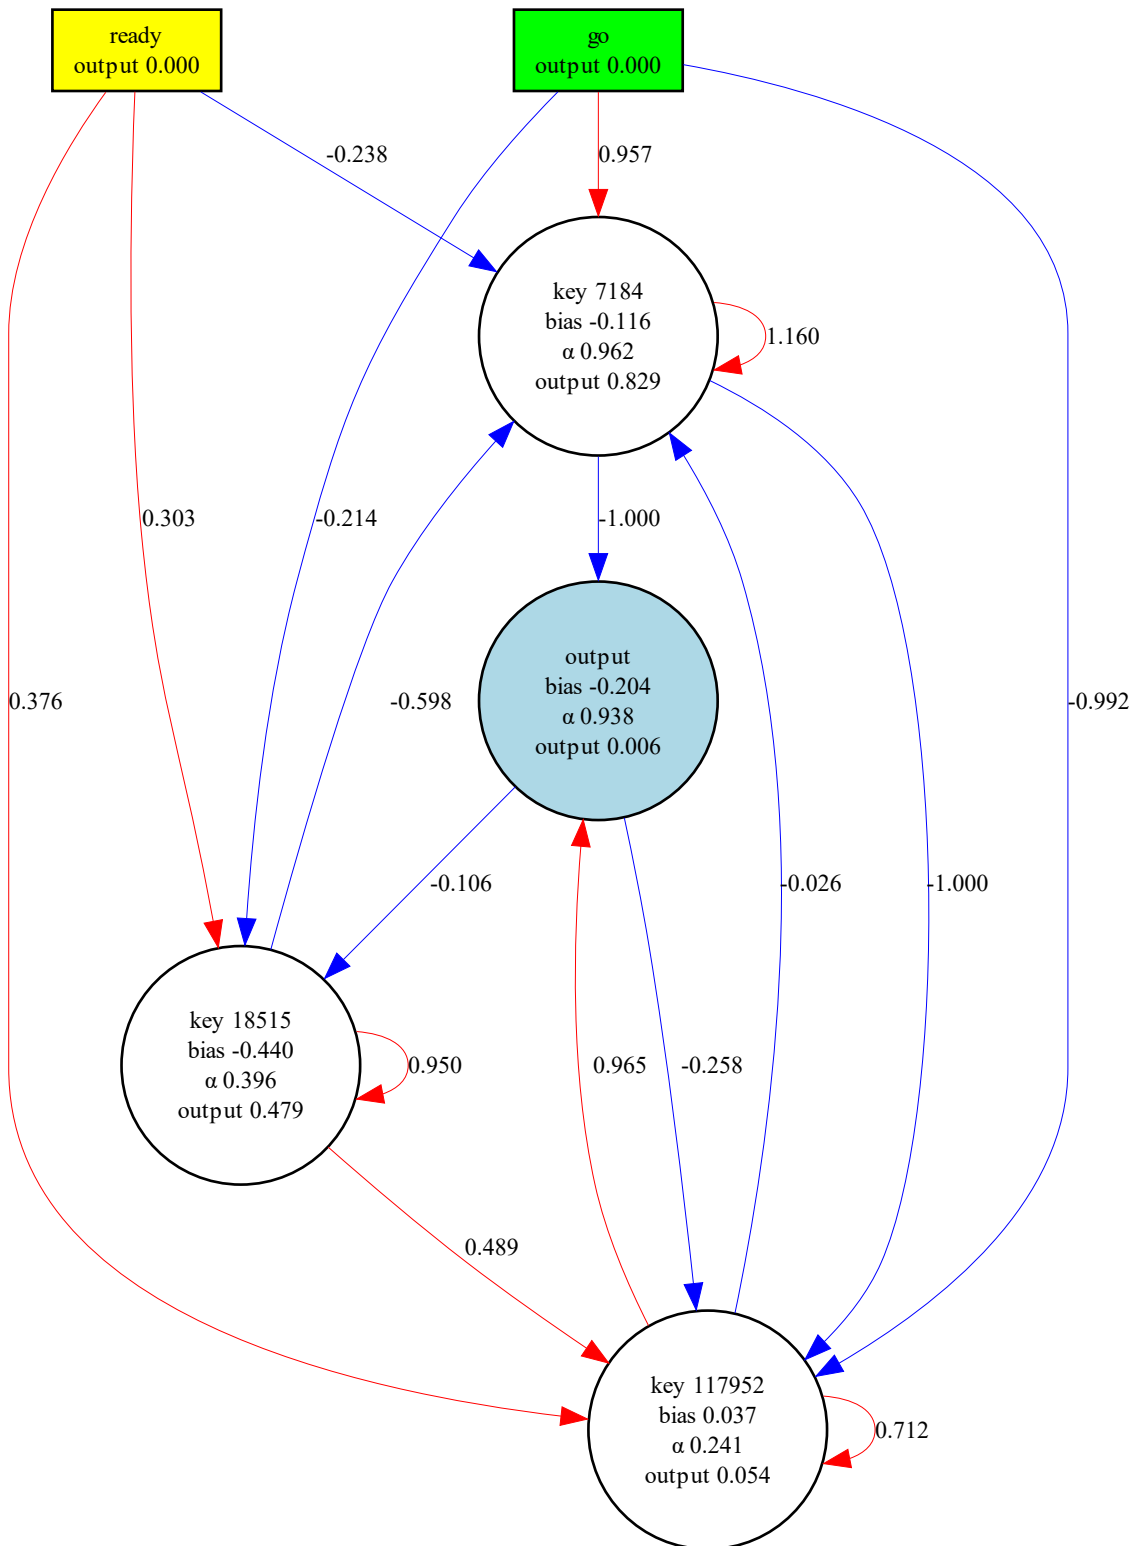 ready
output 0.000
go
output 0.000
-0.238
0.957
key 7184
bias -0.116
α 0.962
output 0.829
1.160
0.303
-0.214
-1.000
output
bias -0.204
α 0.938
output 0.006
0.376
-0.598
-0.992
-0.106
-0.026
-1.000
key 18515
bias -0.440
α 0.396
output 0.479
0.950
0.965
-0.258
0.489
key 117952
bias 0.037
α 0.241
output 0.054
0.712